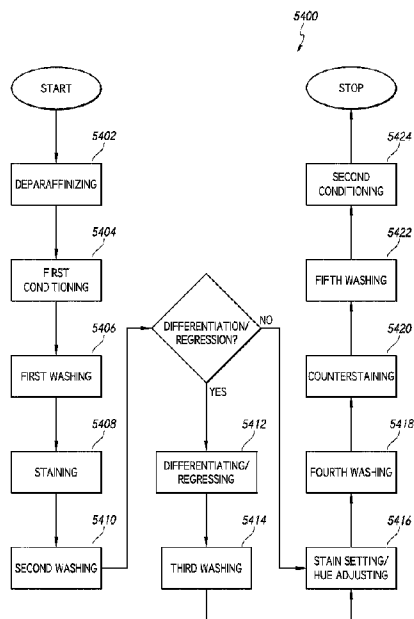 5400
START
5402
DEPARAFFINIZING
5404
FIRST
CONDITIONING
5406
FIRST WASHING
5408
STAINING
5410
SECOND WASHING
DIFFERENTIATION/
REGRESSION?
NO
YES
5412
DIFFERENTIATING/
REGRESSING
5414
THIRD WASHING
STOP
5424
SECOND
CONDITIONING
5422
FIFTH WASHING
5420
COUNTERSTAINING
5418
FOURTH WASHING
5416
STAIN SETTING/
HUE ADJUSTING